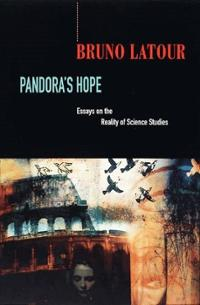 BRUNO LATOUR
PANDORA'S HOPE
Essays on the
Reality of Science Studies